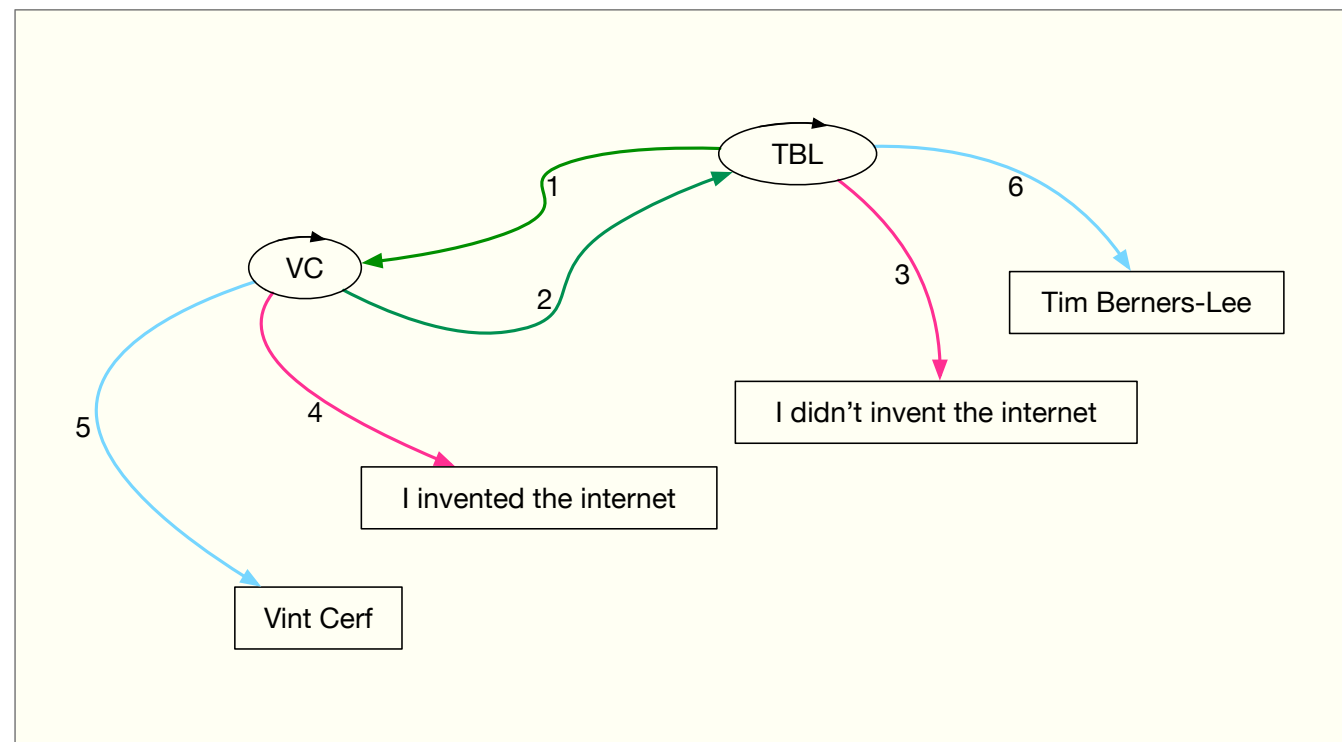 TBL
1
6
VC
3
2
Tim Berners-Lee
I didn’t invent the internet
4
5
I invented the internet
Vint Cerf